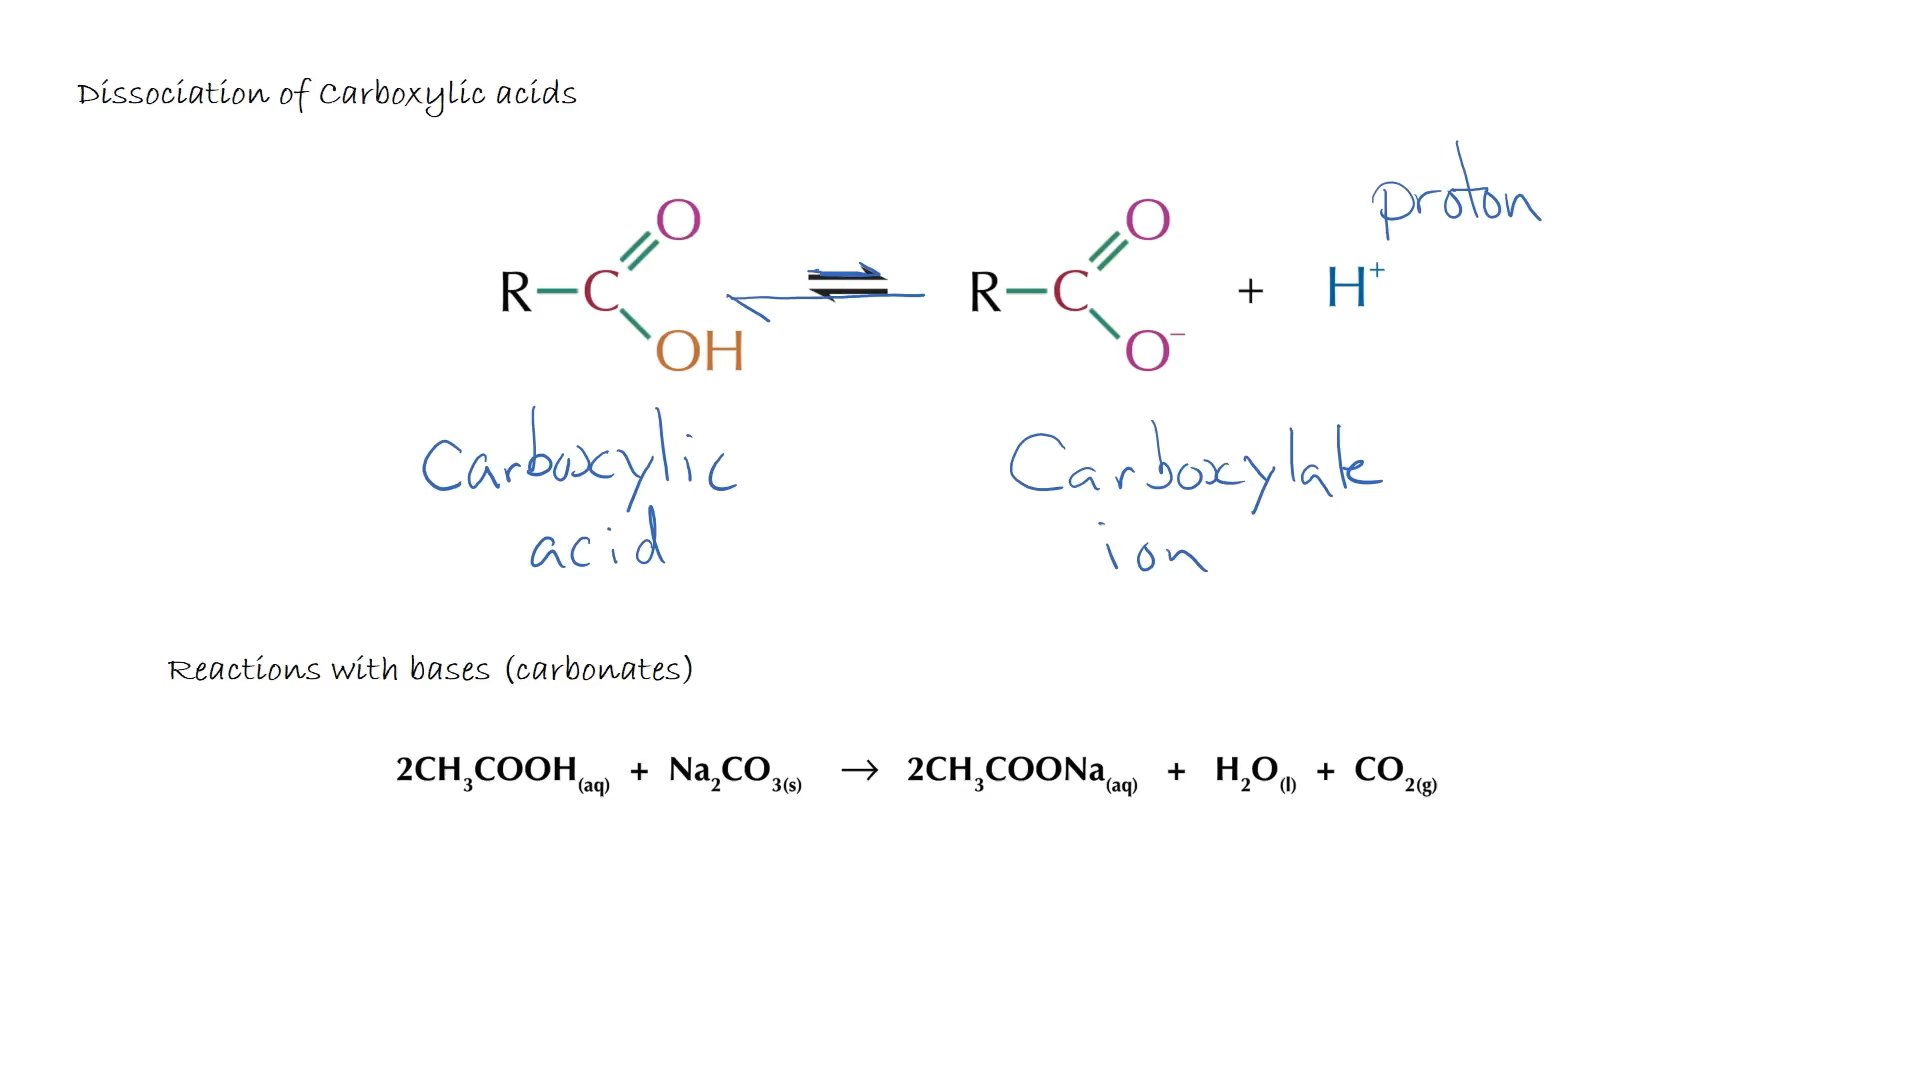 Dissociation of Carboxylic acids
proton
O O
R—C ⇌ R—C + H⁺
OH O⁻
Carboxylic Carboxylate
acid ion
Reactions with bases (carbonates)
2CH₃COOH(aq) + Na₂CO₃(s) → 2CH₃COONa(aq) + H₂O(l) + CO₂(g)